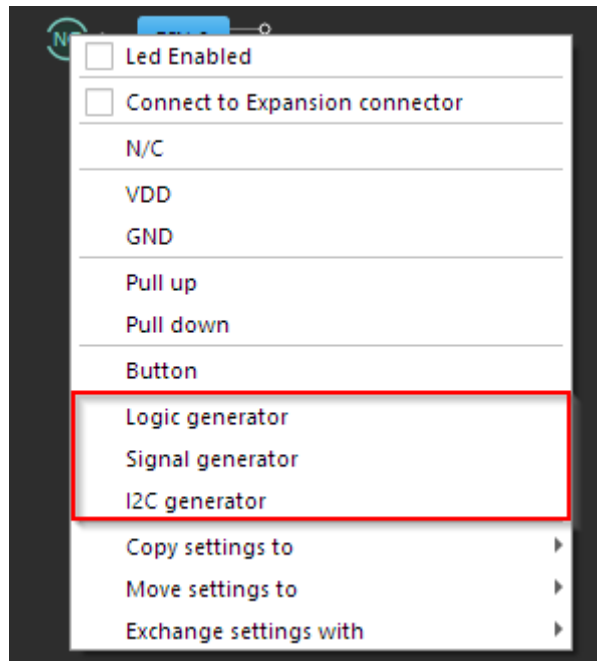 Led Enabled
Connect to Expansion connector
N/C
VDD
GND
Pull up
Pull down
Button
Logic generator
Signal generator
I2C generator
Copy settings to
Move settings to
Exchange settings with